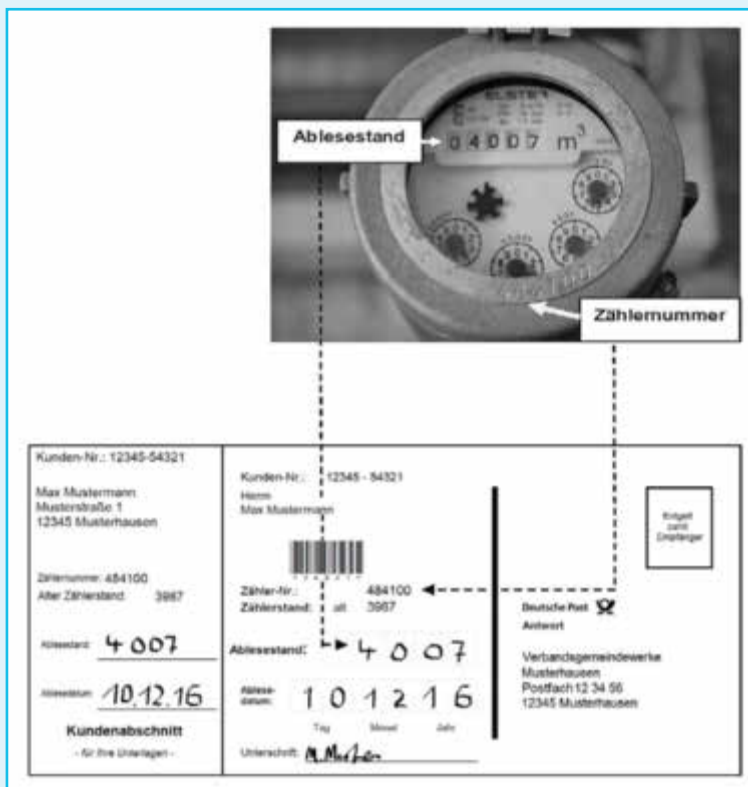 ELSTER
Ablesestand
04007 m³
Zählernummer
Kunden-Nr.: 12345-54321
Max Mustermann
Musterstraße 1
12345 Musterhausen
Zählernummer: 484100
Alter Zählerstand: 3987
Ablesestand: 4007
Ablesedatum: 10.12.16
Kundenabschnitt
- für Ihre Unterlagen -
Kunden-Nr.: 12345 - 54321
Herrn
Max Mustermann
Zähler-Nr.: 484100
Zählerstand: alt 3987
Ablesestand: 4 0 0 7
Ablese-
datum: 1 0 1 2 1 6
Tag Monat Jahr
Unterschrift: M. Muster
Entgelt
zahlt
Empfänger
Deutsche Post
Antwort
Verbandsgemeindewerke
Musterhausen
Postfach 12 34 56
12345 Musterhausen